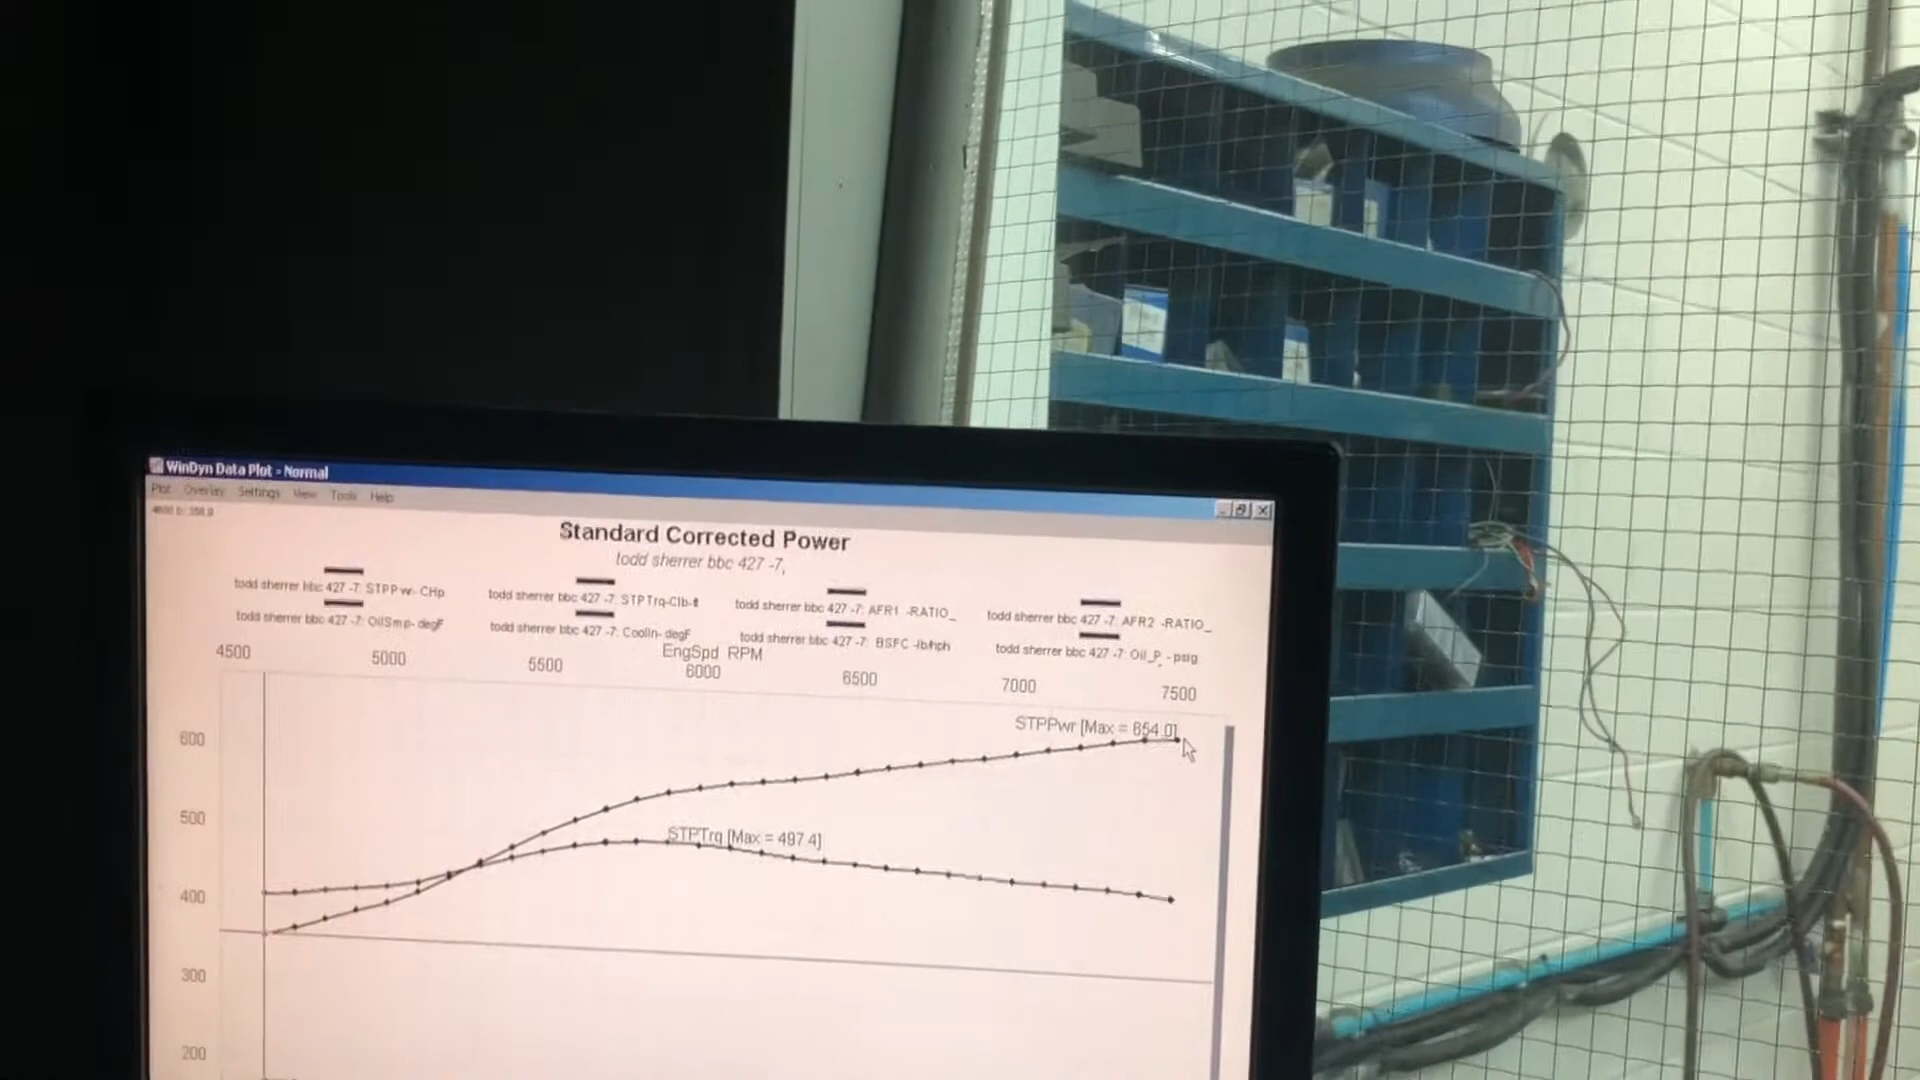 WinDyn Data Plot - Normal
Plot Overlay Settings View Tools Help
Standard Corrected Power
todd sherrer bbc 427 -7,
todd sherrer bbc 427 -7: STPPwr- CHp
todd sherrer bbc 427 -7: STPTrq-Clb-ft
todd sherrer bbc 427 -7: AFR1 -RATIO_
todd sherrer bbc 427 -7: AFR2 -RATIO_
todd sherrer bbc 427 -7: OilSmp- degF
todd sherrer bbc 427 -7: CoolIn- degF
todd sherrer bbc 427 -7: BSFC -lb/hph
todd sherrer bbc 427 -7: Oil_P_ - psig
EngSpd RPM
4500 5000 5500 6000 6500 7000 7500
STPPwr [Max = 654.0]
600
500
STPTrq [Max = 497.4]
400
300
200